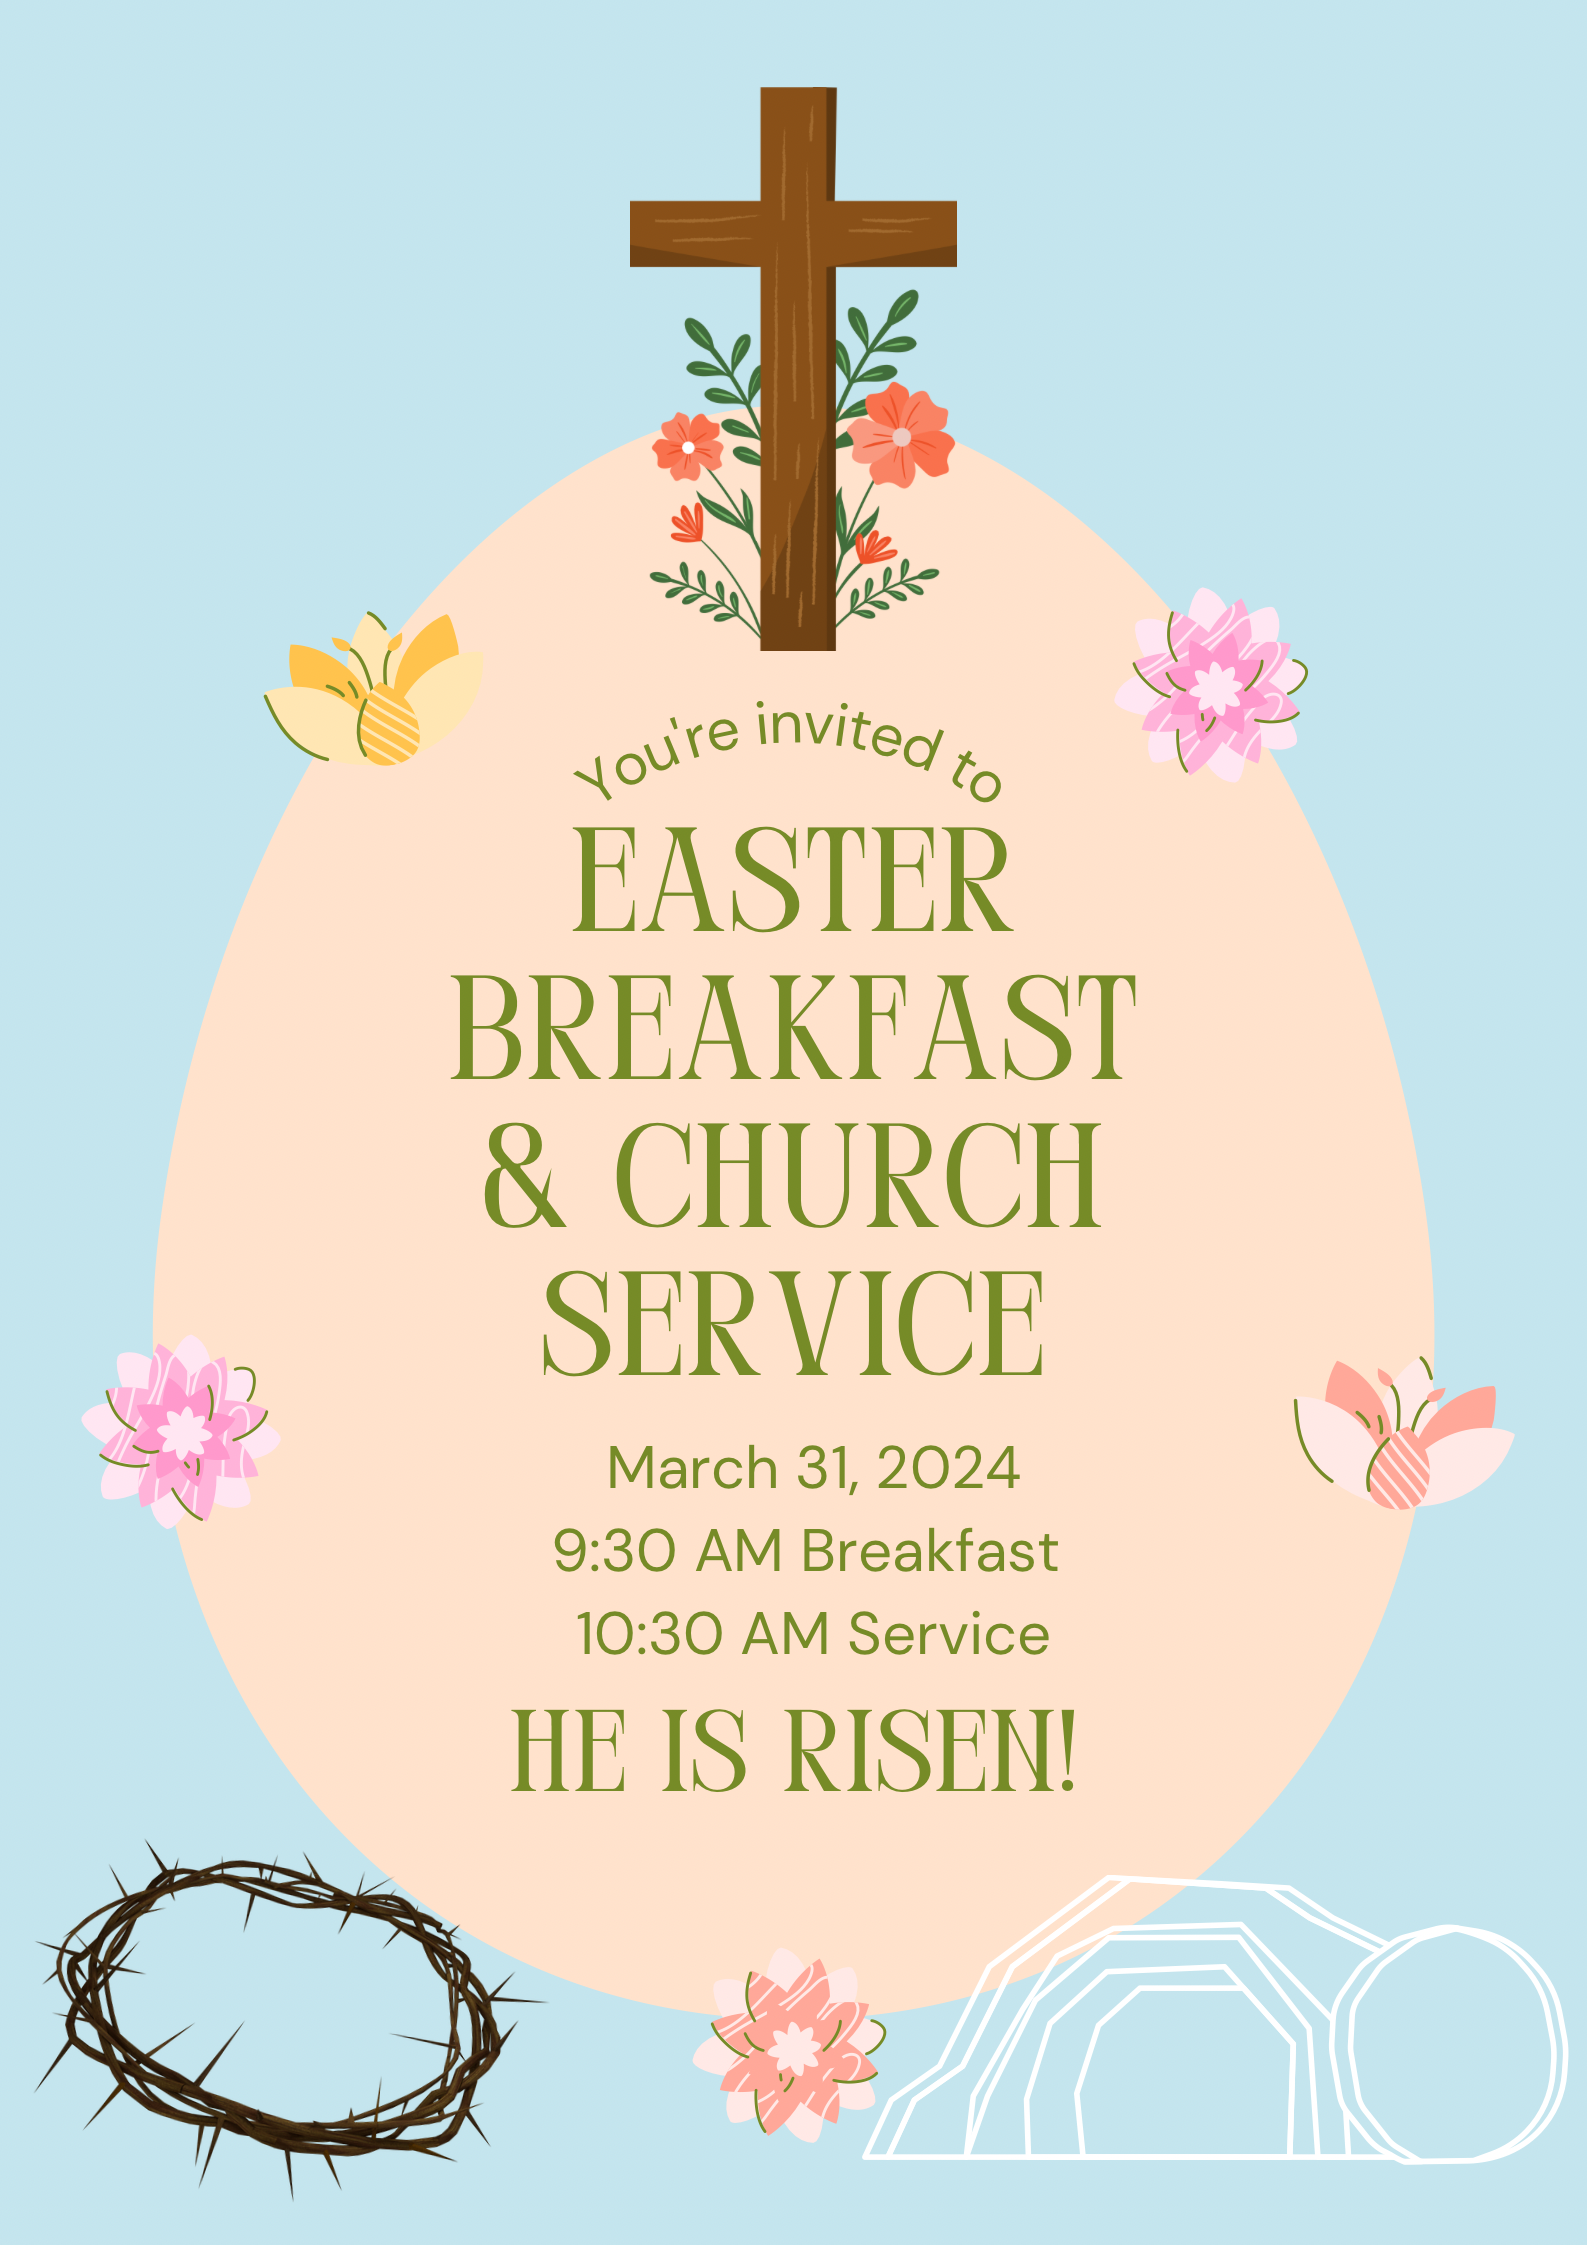 You're invited to
EASTER
BREAKFAST
& CHURCH
SERVICE
March 31, 2024
9:30 AM Breakfast
10:30 AM Service
HE IS RISEN!